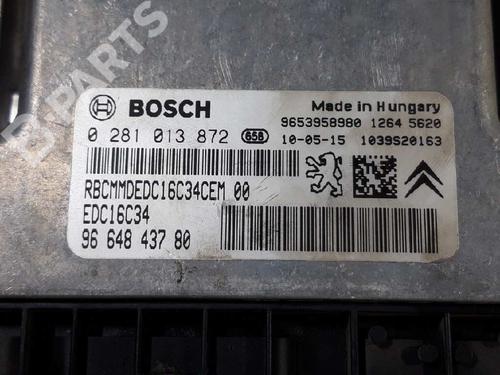 B PARTS
BOSCH
Made in Hungary
9653958980 1264 5620
0 281 013 872 658 10-05-15 1039S20163
RBCMMDEDC16C34CEM 00
EDC16C34
96 648 437 80